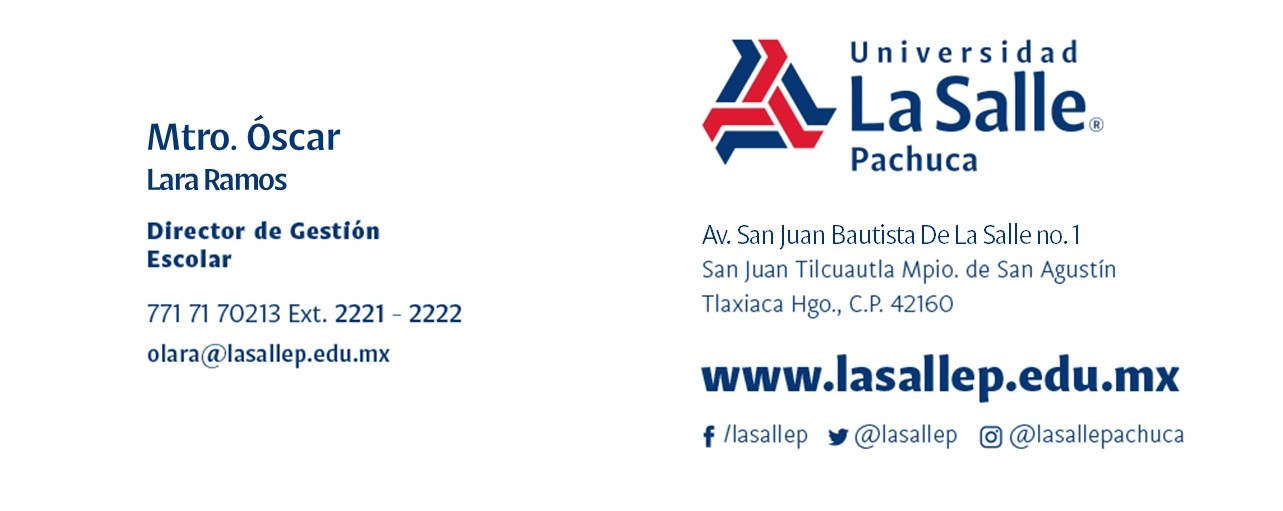 Mtro. Óscar
Lara Ramos
Director de Gestión
Escolar
771 71 70213 Ext. 2221 - 2222
olara@lasallep.edu.mx
Universidad
La Salle®
Pachuca
Av. San Juan Bautista De La Salle no. 1
San Juan Tilcuautla Mpio. de San Agustín
Tlaxiaca Hgo., C.P. 42160
www.lasallep.edu.mx
/lasallep @lasallep @lasallepachuca